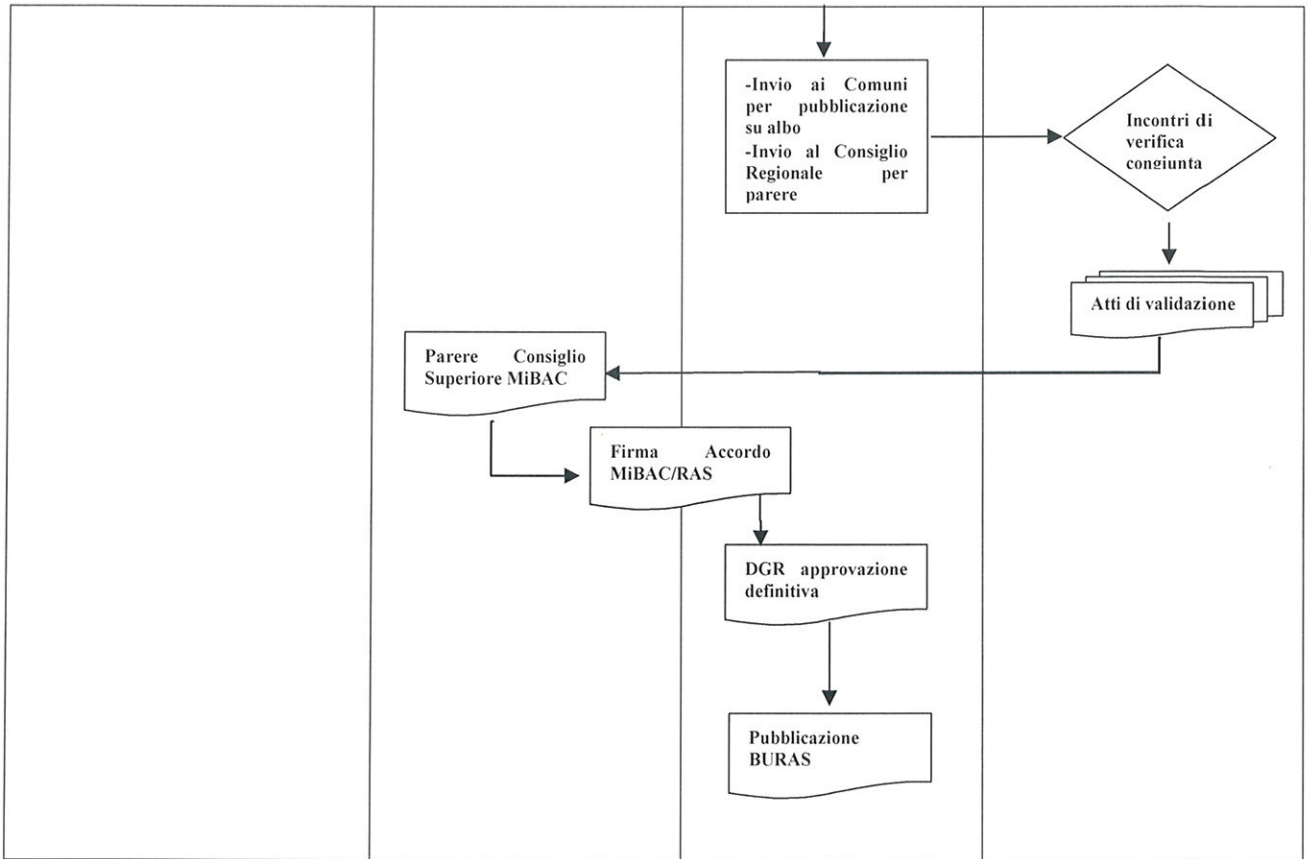 -Invio ai Comuni
per pubblicazione
su albo
-Invio al Consiglio
Regionale per
parere
Incontri di
verifica
congiunta
Atti di validazione
Parere Consiglio
Superiore MiBAC
Firma Accordo
MiBAC/RAS
DGR approvazione
definitiva
Pubblicazione
BURAS